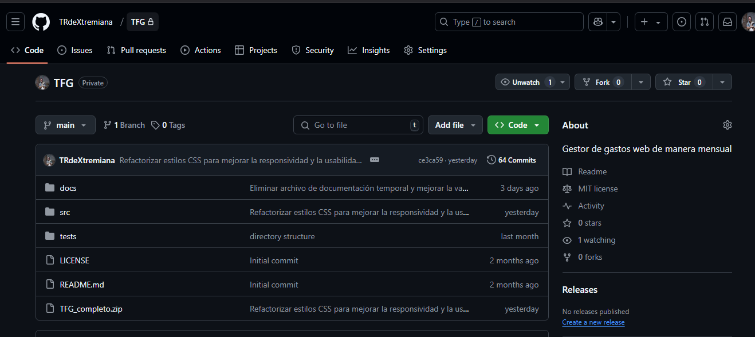 TRdeXtremiana / TFG Type / to search
Code Issues Pull requests Actions Projects Security Insights Settings
TFG Private Unwatch 1 Fork 0 Star 0
main 1 Branch 0 Tags Go to file t Add file Code
About
Gestor de gastos web de manera mensual
TRdeXtremiana Refactorizar estilos CSS para mejorar la responsividad y la usabilida... ce3ca59 · yesterday 64 Commits
docs Eliminar archivo de documentación temporal y mejorar la va... 3 days ago
src Refactorizar estilos CSS para mejorar la responsividad y la us... yesterday
tests directory structure last month
LICENSE Initial commit 2 months ago
README.md Initial commit 2 months ago
TFG_completo.zip Refactorizar estilos CSS para mejorar la responsividad y la us... yesterday
Readme
MIT license
Activity
0 stars
1 watching
0 forks
Releases
No releases published
Create a new release